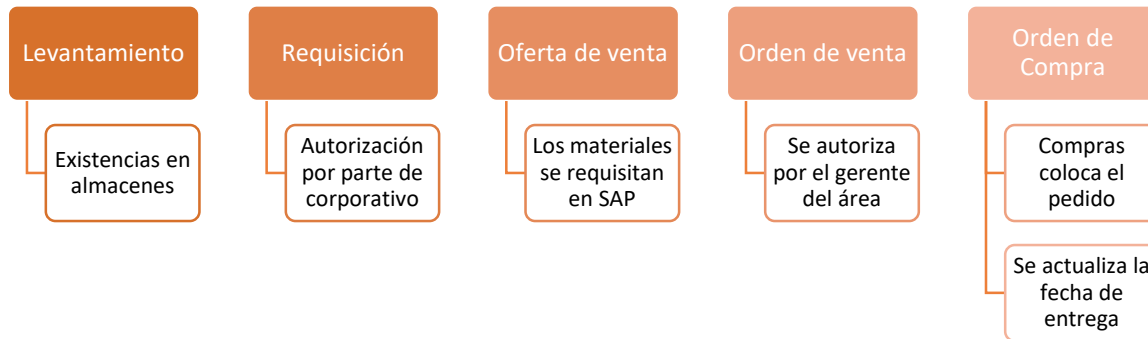 Levantamiento
Existencias en
almacenes
Requisición
Autorización
por parte de
corporativo
Oferta de venta
Los materiales
se requisitan
en SAP
Orden de venta
Se autoriza
por el gerente
del área
Orden de
Compra
Compras
coloca el
pedido
Se actualiza la
fecha de
entrega